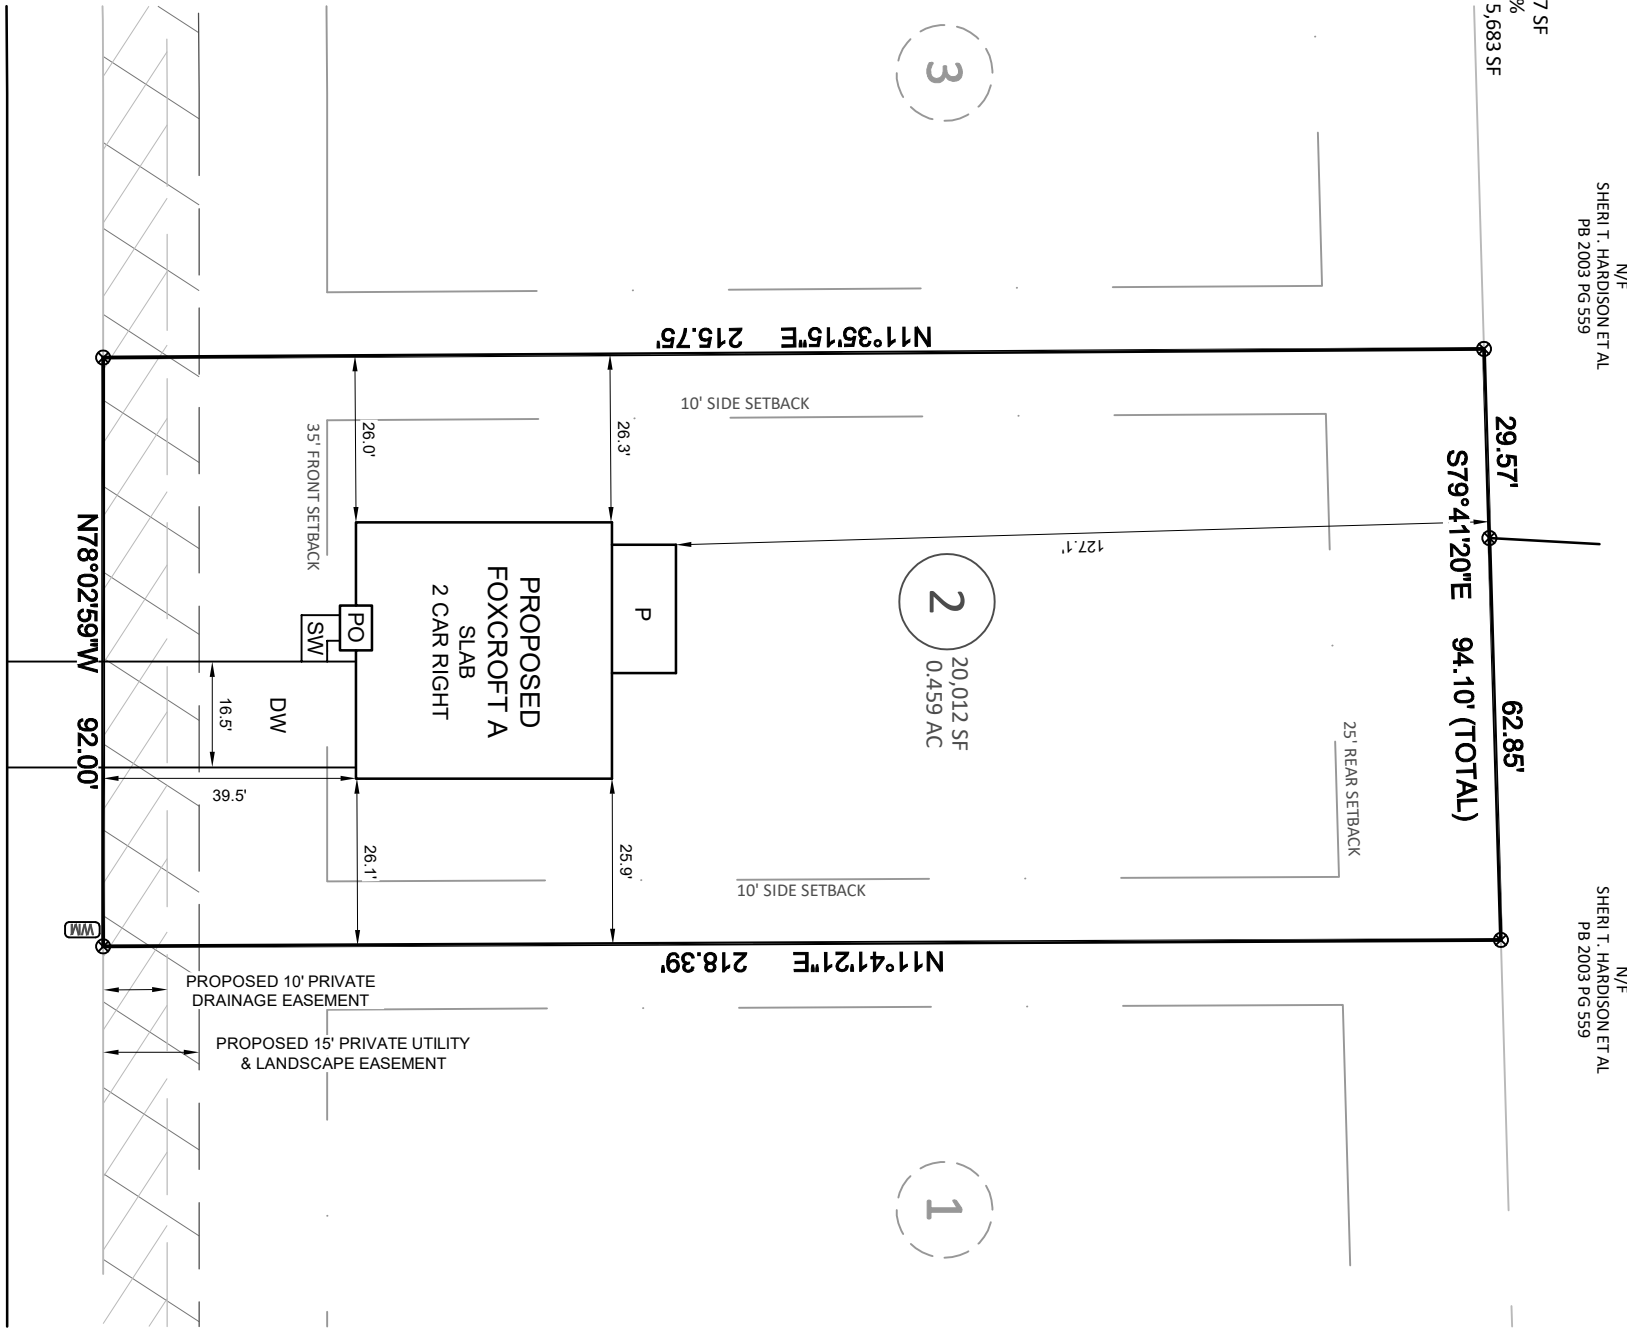 7 SF
%
5,683 SF
N/F
SHERI T. HARDISON ET AL
PB 2003 PG 559
3
N11°35'15"E 215.75'
29.57'
S79°41'20"E 94.10' (TOTAL)
62.85'
10' SIDE SETBACK
35' FRONT SETBACK
26.0'
26.3'
127.1'
PROPOSED
FOXCROFT A
SLAB
2 CAR RIGHT
P
PO
SW
DW
16.5'
39.5'
2
20,012 SF
0.459 AC
25' REAR SETBACK
N78°02'59"W 92.00'
26.1'
25.9'
10' SIDE SETBACK
WM
N11°41'21"E 218.39'
N/F
SHERI T. HARDISON ET AL
PB 2003 PG 559
PROPOSED 10' PRIVATE
DRAINAGE EASEMENT
PROPOSED 15' PRIVATE UTILITY
& LANDSCAPE EASEMENT
1